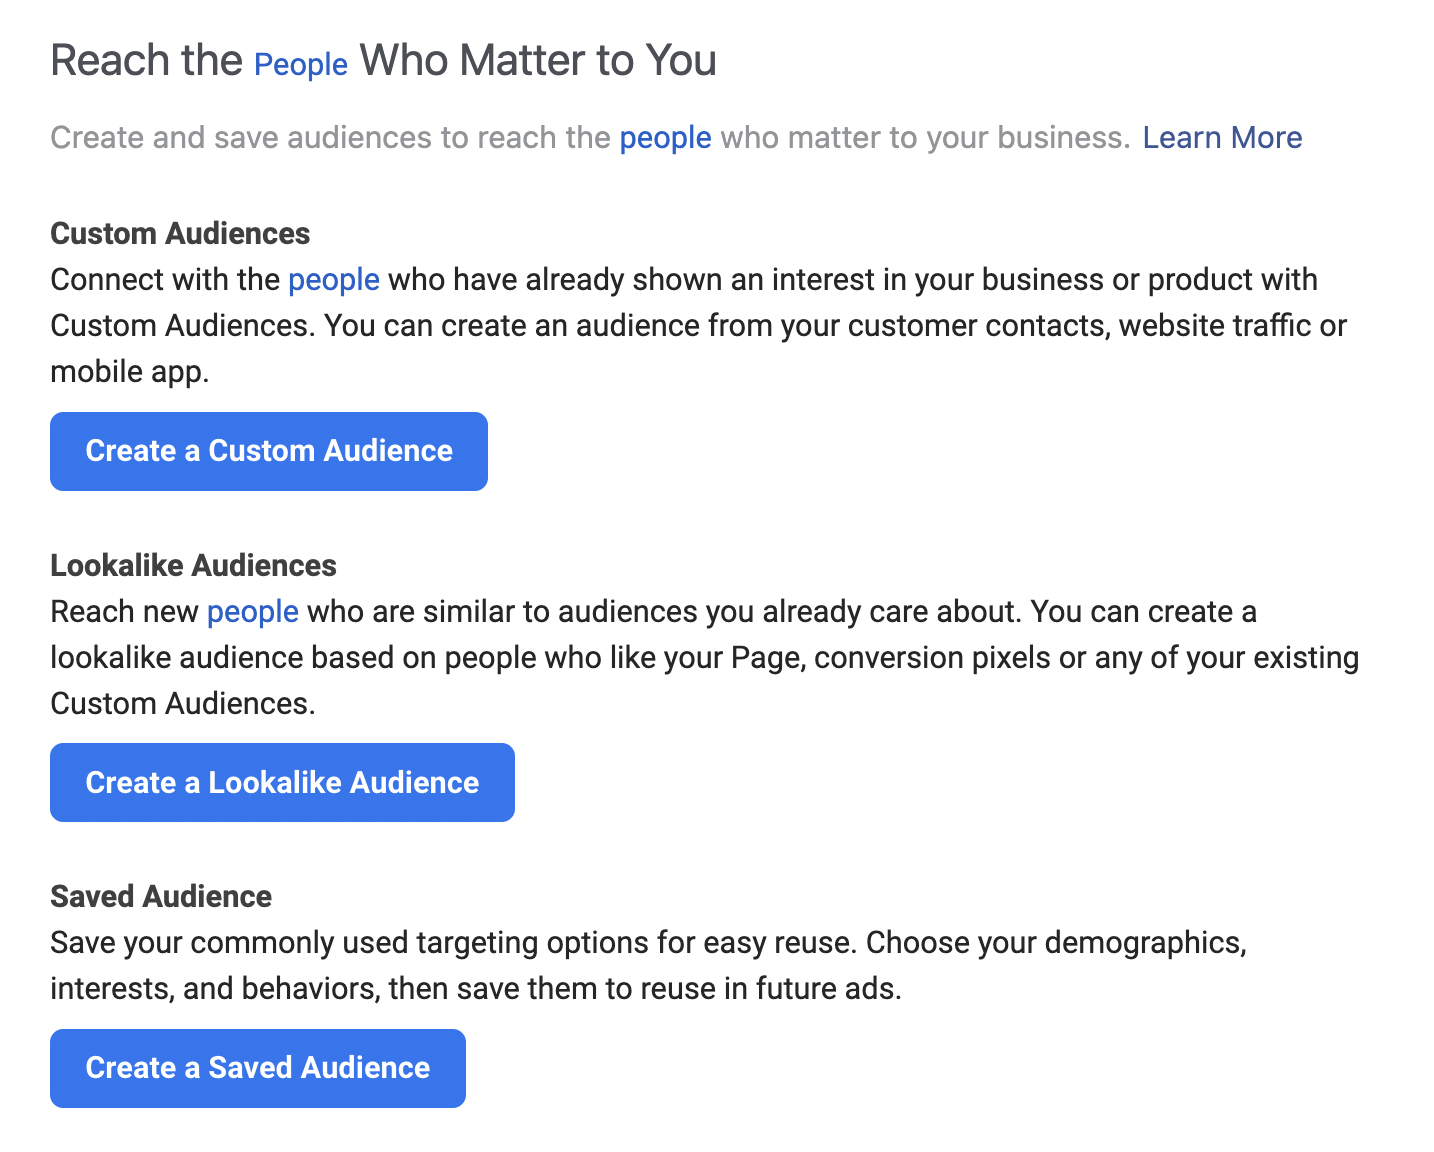 Reach the People Who Matter to You
Create and save audiences to reach the people who matter to your business. Learn More
Custom Audiences
Connect with the people who have already shown an interest in your business or product with
Custom Audiences. You can create an audience from your customer contacts, website traffic or
mobile app.
Create a Custom Audience
Lookalike Audiences
Reach new people who are similar to audiences you already care about. You can create a
lookalike audience based on people who like your Page, conversion pixels or any of your existing
Custom Audiences.
Create a Lookalike Audience
Saved Audience
Save your commonly used targeting options for easy reuse. Choose your demographics,
interests, and behaviors, then save them to reuse in future ads.
Create a Saved Audience